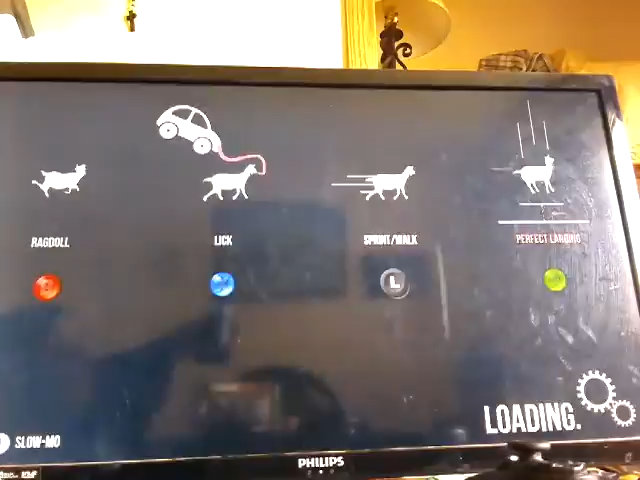 RAGDOLL
LICK
SPRINT/WALK
PERFECT LANDING
L
LOADING.
SLOW-MO
PHILIPS